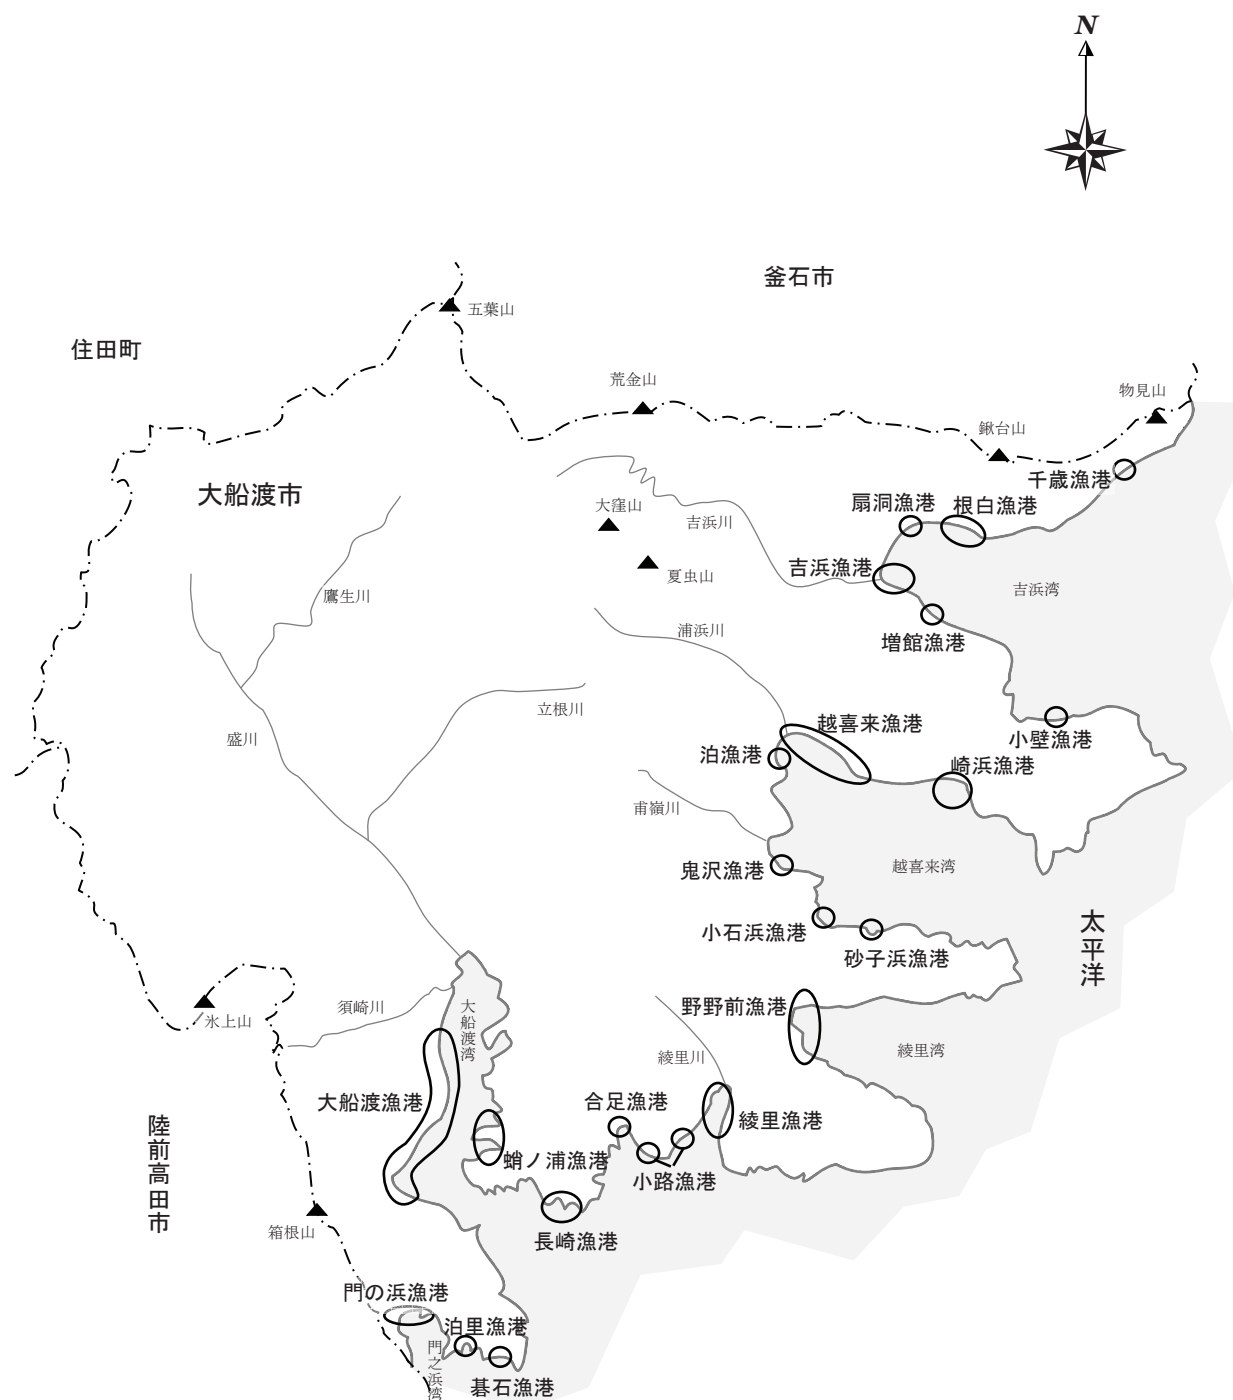 N
釜石市
五葉山
住田町
荒金山
物見山
鍬台山
千歳漁港
大船渡市
大窪山
吉浜川
扇洞漁港
根白漁港
夏虫山
吉浜漁港
吉浜湾
鷹生川
浦浜川
増館漁港
立根川
越喜来漁港
盛川
泊漁港
小壁漁港
崎浜漁港
甫嶺川
鬼沢漁港
越喜来湾
太平洋
小石浜漁港
砂子浜漁港
野野前漁港
須崎川
氷上山
大船渡湾
綾里川
綾里湾
大船渡漁港
合足漁港
綾里漁港
陸前高田市
蛸ノ浦漁港
小路漁港
箱根山
長崎漁港
門の浜漁港
泊里漁港
門之浜湾
碁石漁港